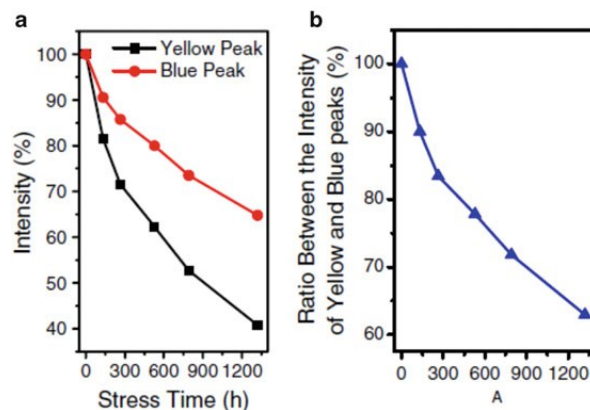 a
Yellow Peak
Blue Peak
100
90
80
70
60
50
40
Intensity (%)
0 300 600 900 1200
Stress Time (h)
b
100
90
80
70
60
Ratio Between the Intensity
of Yellow and Blue peaks (%)
0 300 600 900 1200
A